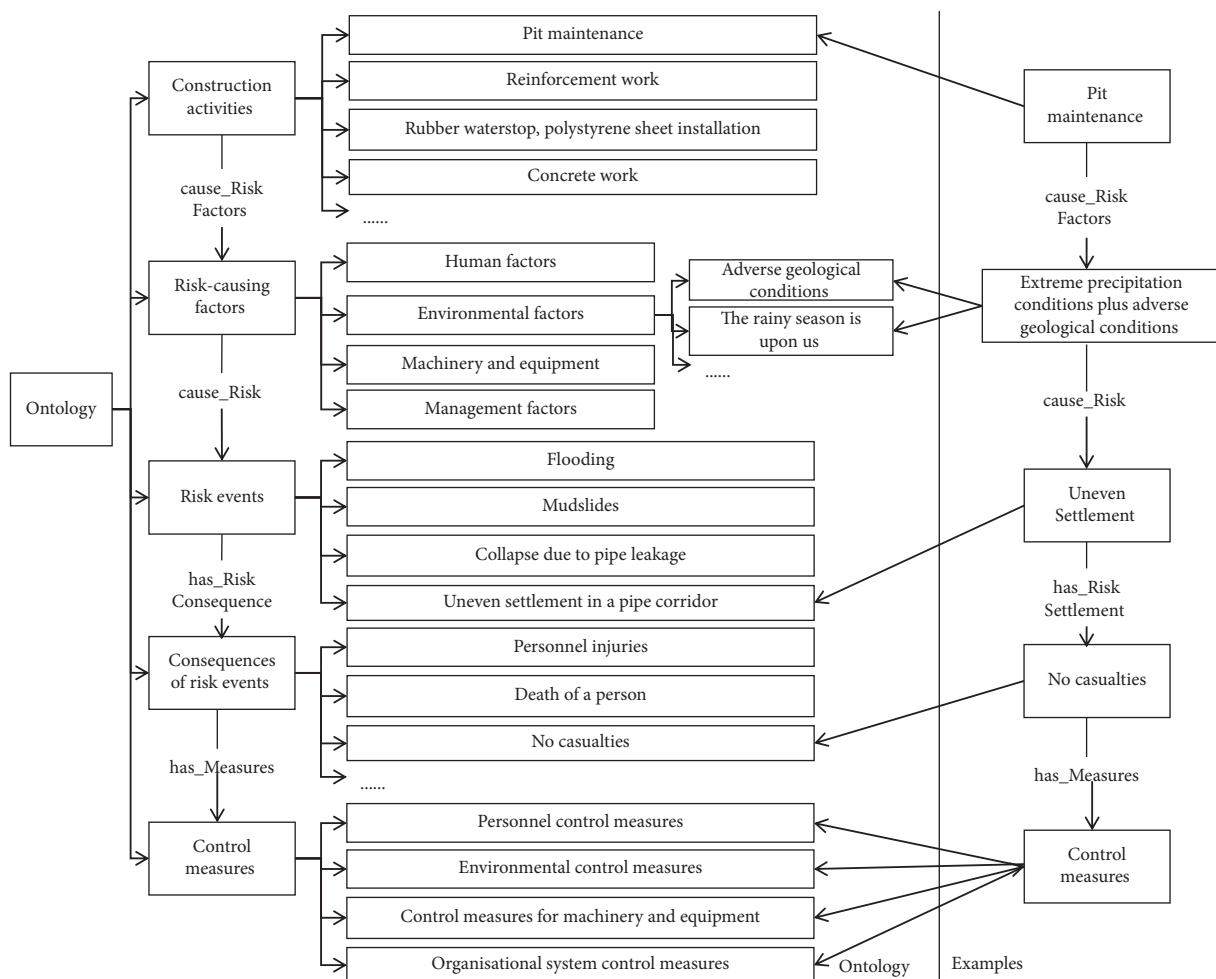 Ontology
Construction
activities
cause_Risk
Factors
Risk-causing
factors
cause_Risk
Risk events
has_Risk
Consequence
Consequences
of risk events
has_Measures
Control
measures
Pit maintenance
Reinforcement work
Rubber waterstop, polystyrene sheet installation
Concrete work
......
Human factors
Environmental factors
Machinery and equipment
Management factors
Adverse geological
conditions
The rainy season is
upon us
......
Flooding
Mudslides
Collapse due to pipe leakage
Uneven settlement in a pipe corridor
Personnel injuries
Death of a person
No casualties
......
Personnel control measures
Environmental control measures
Control measures for machinery and equipment
Organisational system control measures
Ontology
Examples
Pit
maintenance
cause_Risk
Factors
Extreme precipitation
conditions plus adverse
geological conditions
cause_Risk
Uneven
Settlement
has_Risk
Settlement
No casualties
has_Measures
Control
measures